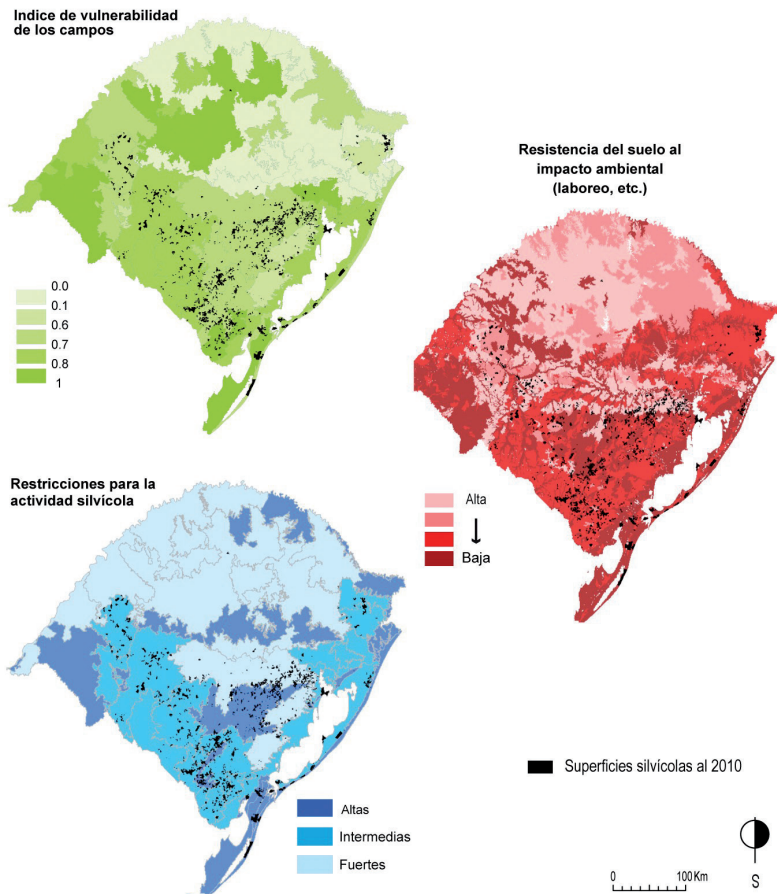 Indice de vulnerabilidad
de los campos
0.0
0.1
0.6
0.7
0.8
1
Resistencia del suelo al
impacto ambiental
(laboreo, etc.)
Alta
Baja
Restricciones para la
actividad silvícola
Altas
Intermedias
Fuertes
Superficies silvícolas al 2010
0 100 Km
S